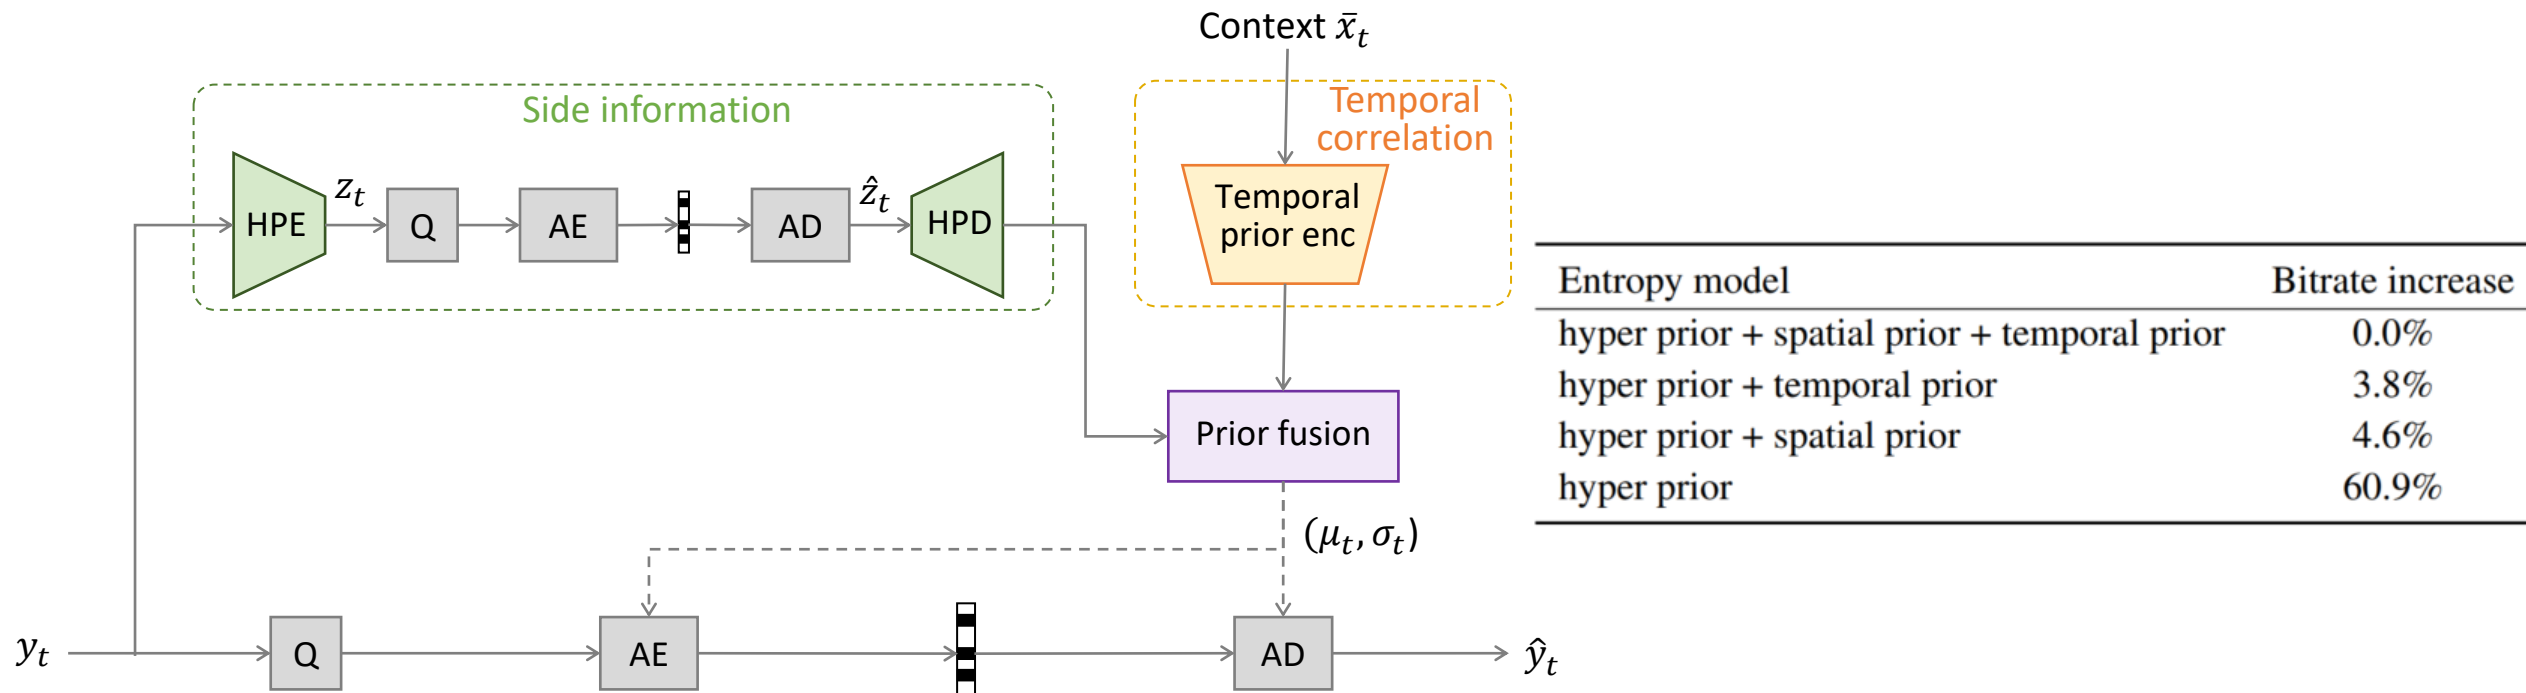 Context x̄_t
Side information
Temporal
correlation
HPE
z_t
Q
AE
AD
ẑ_t
HPD
Temporal
prior enc
Prior fusion
(μ_t, σ_t)
y_t
Q
AE
AD
ŷ_t
Entropy model Bitrate increase
hyper prior + spatial prior + temporal prior 0.0%
hyper prior + temporal prior 3.8%
hyper prior + spatial prior 4.6%
hyper prior 60.9%